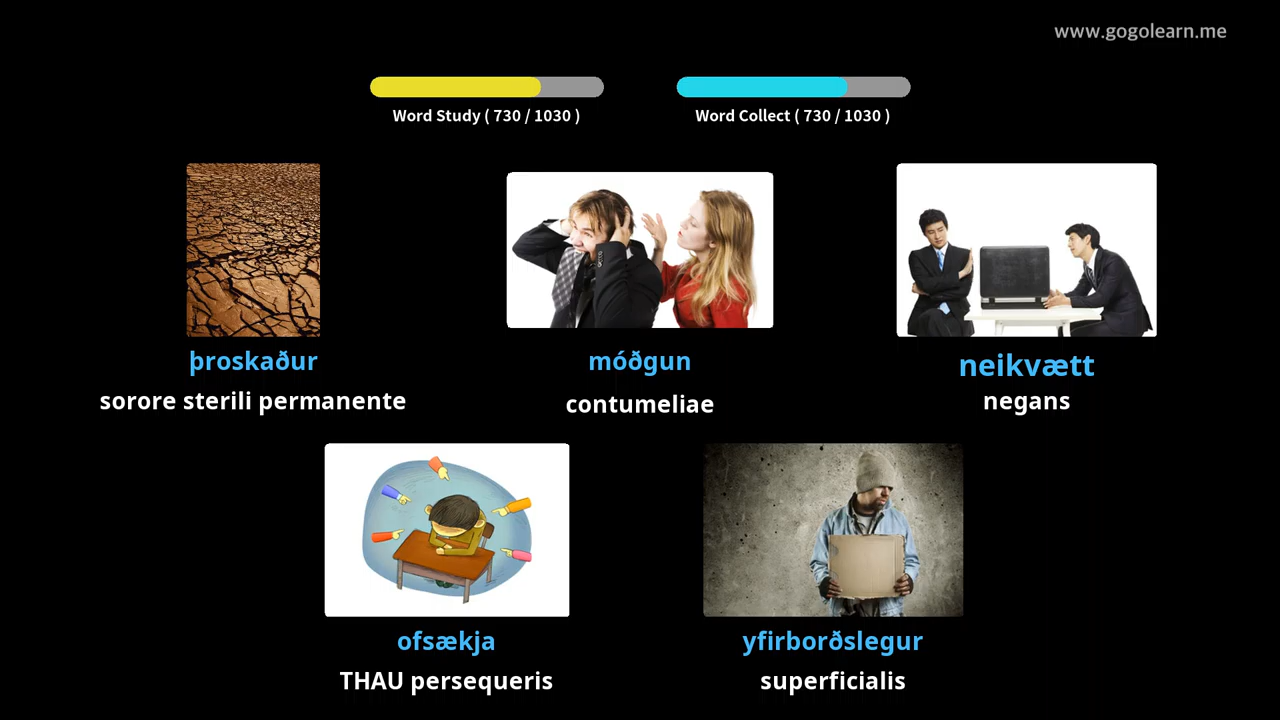 www.gogolearn.me
Word Study ( 730 / 1030 )
Word Collect ( 730 / 1030 )
þroskaður
sorore sterili permanente
móðgun
contumeliae
neikvætt
negans
ofsækja
THAU persequeris
yfirborðslegur
superficialis